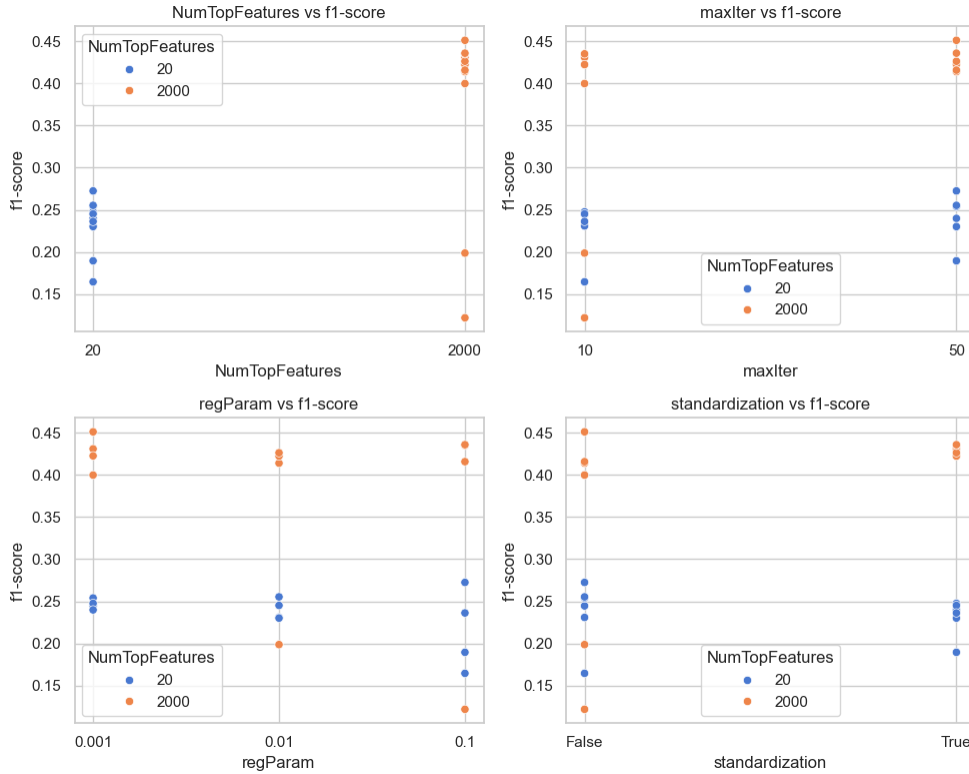 NumTopFeatures vs f1-score
0.45
0.40
0.35
0.30
0.25
0.20
0.15
f1-score
NumTopFeatures
20
2000
20
2000
NumTopFeatures
maxIter vs f1-score
0.45
0.40
0.35
0.30
0.25
0.20
0.15
f1-score
NumTopFeatures
20
2000
10
50
maxIter
regParam vs f1-score
0.45
0.40
0.35
0.30
0.25
0.20
0.15
f1-score
NumTopFeatures
20
2000
0.001
0.01
0.1
regParam
standardization vs f1-score
0.45
0.40
0.35
0.30
0.25
0.20
0.15
f1-score
NumTopFeatures
20
2000
False
True
standardization